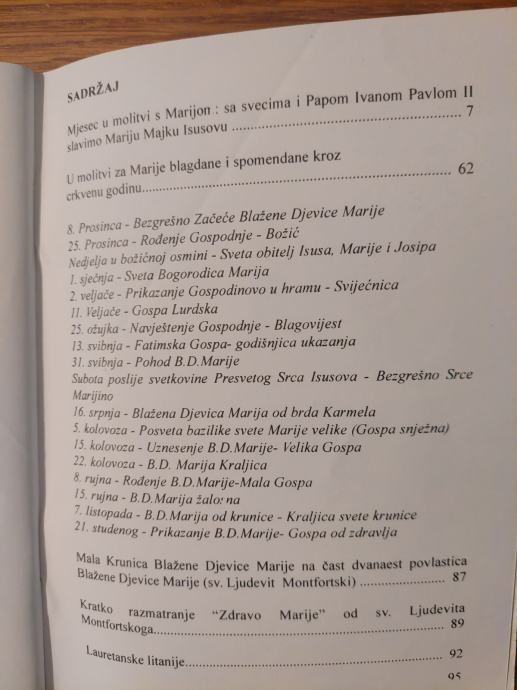 SADRŽAJ
Mjesec u molitvi s Marijom : sa svecima i Papom Ivanom Pavlom II
slavimo Mariju Majku Isusovu .......................................... 7
U molitvi za Marije blagdane i spomendane kroz
crkvenu godinu.......................................................... 62
8. Prosinca - Bezgrešno Začeće Blažene Djevice Marije
25. Prosinca - Rođenje Gospodnje - Božić
Nedjelja u božićnoj osmini - Sveta obitelj Isusa, Marije i Josipa
1. sječnja - Sveta Bogorodica Marija
2. veljače - Prikazanje Gospodinovo u hramu - Svijećnica
11. Veljače - Gospa Lurdska
25. ožujka - Navještenje Gospodnje - Blagovijest
13. svibnja - Fatimska Gospa- godišnjica ukazanja
31. svibnja - Pohod B.D.Marije
Subota poslije svetkovine Presvetog Srca Isusova - Bezgrešno Srce
Marijino
16. srpnja - Blažena Djevica Marija od brda Karmela
5. kolovoza - Posveta bazilike svete Marije velike (Gospa snježna)
15. kolovoza - Uznesenje B.D.Marije- Velika Gospa
22. kolovoza - B.D. Marija Kraljica
8. rujna - Rođenje B.D.Marije-Mala Gospa
15. rujna - B.D.Marija žalosna
7. listopada - B.D.Marija od krunice - Kraljica svete krunice
21. studenog - Prikazanje B.D.Marije- Gospa od zdravlja
Mala Krunica Blažene Djevice Marije na čast dvanaest povlastica
Blažene Djevice Marije (sv. Ljudevit Montfortski) .................... 87
Kratko razmatranje "Zdravo Marije" od sv. Ljudevita
Montfortskoga............................................................ 89
Lauretanske litanije...................................................... 92
95